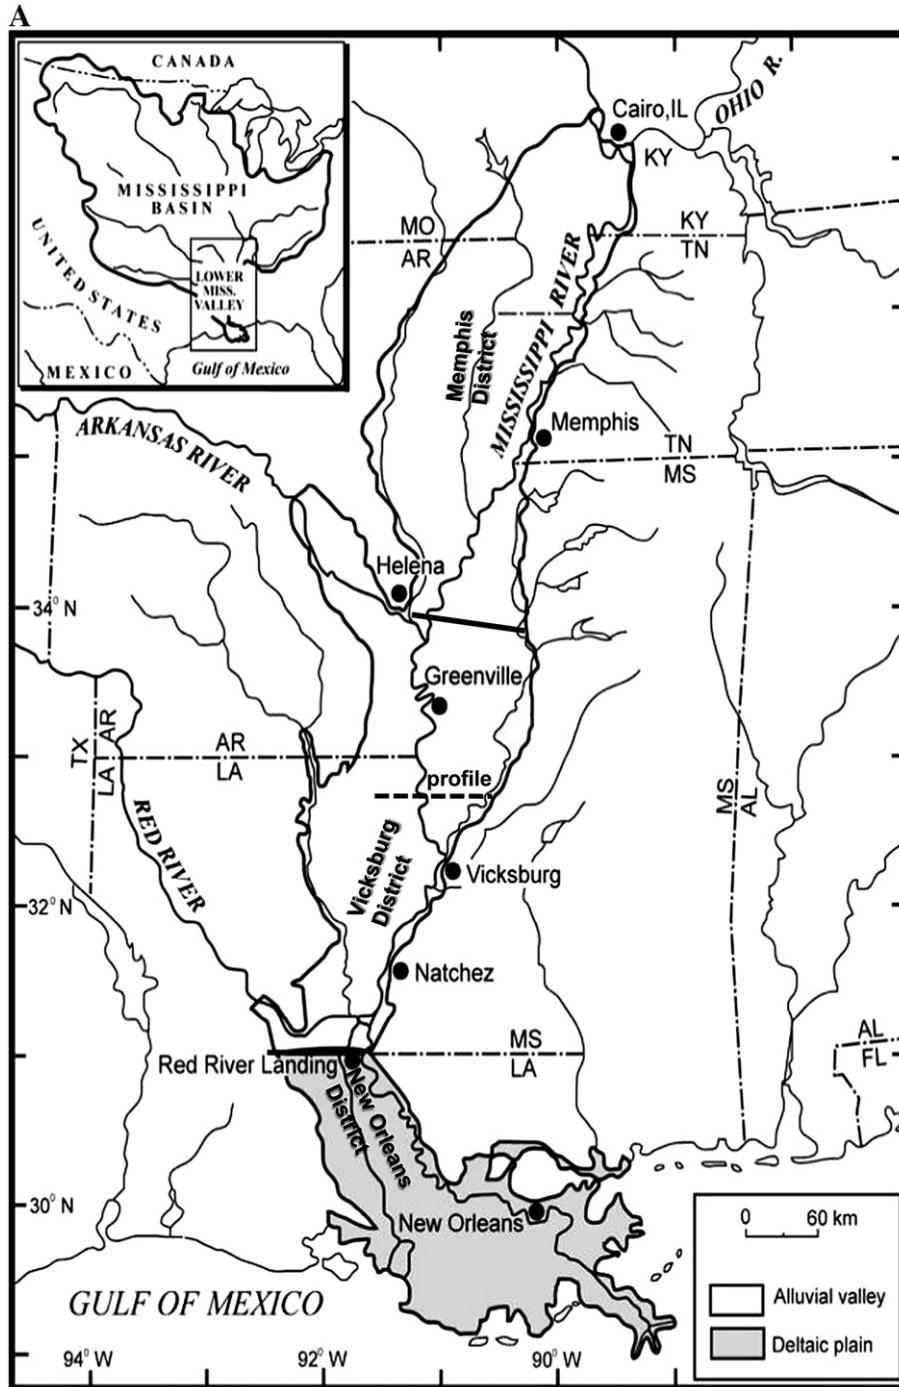 A
CANADA
MISSISSIPPI
BASIN
UNITED STATES
LOWER
MISS.
VALLEY
MEXICO
Gulf of Mexico
Cairo, IL
OHIO R.
KY
MO
AR
KY
TN
MISSISSIPPI RIVER
Memphis
District
Memphis
ARKANSAS RIVER
TN
MS
Helena
34° N
Greenville
TX
LA
AR
AR
LA
profile
MS
AL
RED RIVER
Vicksburg
District
Vicksburg
32° N
Natchez
MS
LA
AL
FL
Red River Landing
New Orleans
District
30° N
New Orleans
0 60 km
GULF OF MEXICO
Alluvial valley
Deltaic plain
94° W
92° W
90° W